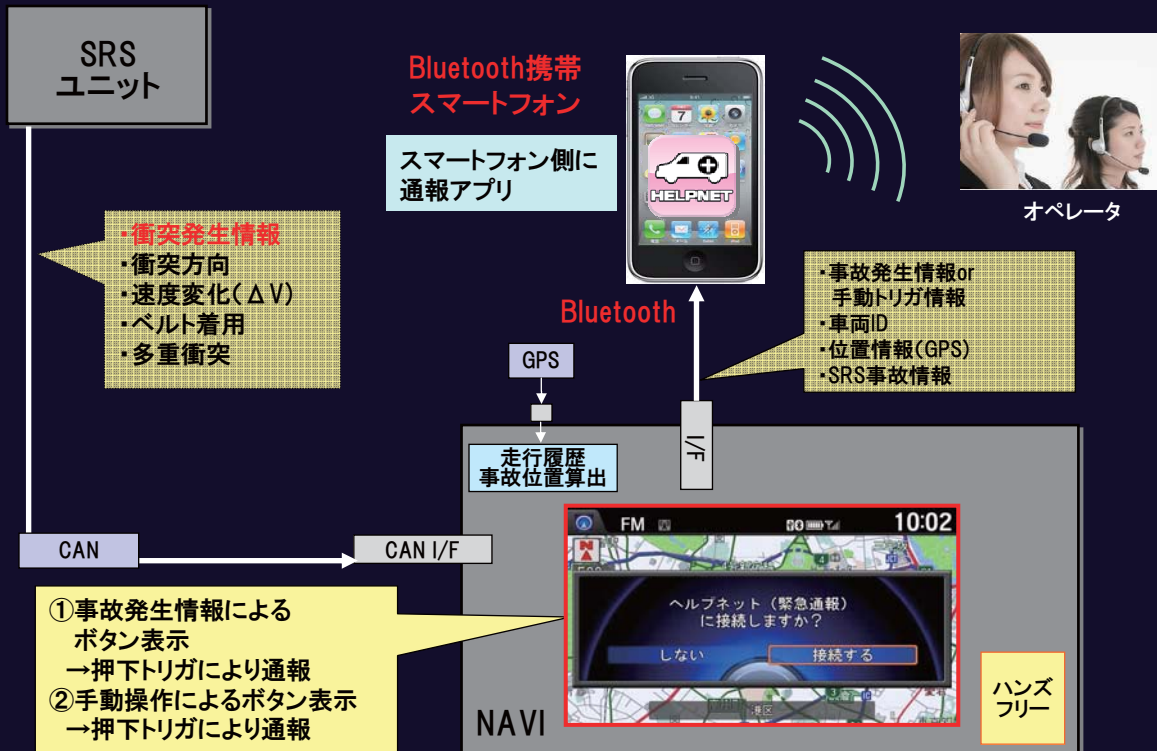 SRS
ユニット
Bluetooth携帯
スマートフォン
スマートフォン側に
通報アプリ
7
HELPNET
オペレータ
・衝突発生情報
・衝突方向
・速度変化(ΔV)
・ベルト着用
・多重衝突
Bluetooth
・事故発生情報or
手動トリガ情報
・車両ID
・位置情報(GPS)
・SRS事故情報
GPS
走行履歴
事故位置算出
I/F
CAN
CAN I/F
①事故発生情報による
ボタン表示
→押下トリガにより通報
②手動操作によるボタン表示
→押下トリガにより通報
FM
10:02
N
ヘルプネット（緊急通報）
に接続しますか？
しない
接続する
港区
NAVI
ハンズ
フリー